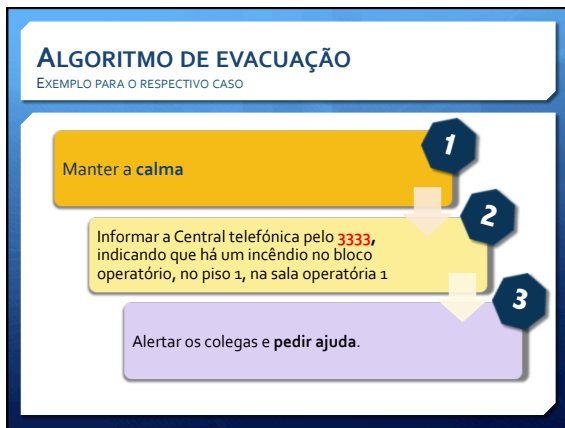 ALGORITMO DE EVACUAÇÃO
EXEMPLO PARA O RESPECTIVO CASO
1
Manter a calma
2
Informar a Central telefónica pelo 3333,
indicando que há um incêndio no bloco
operatório, no piso 1, na sala operatória 1
3
Alertar os colegas e pedir ajuda.